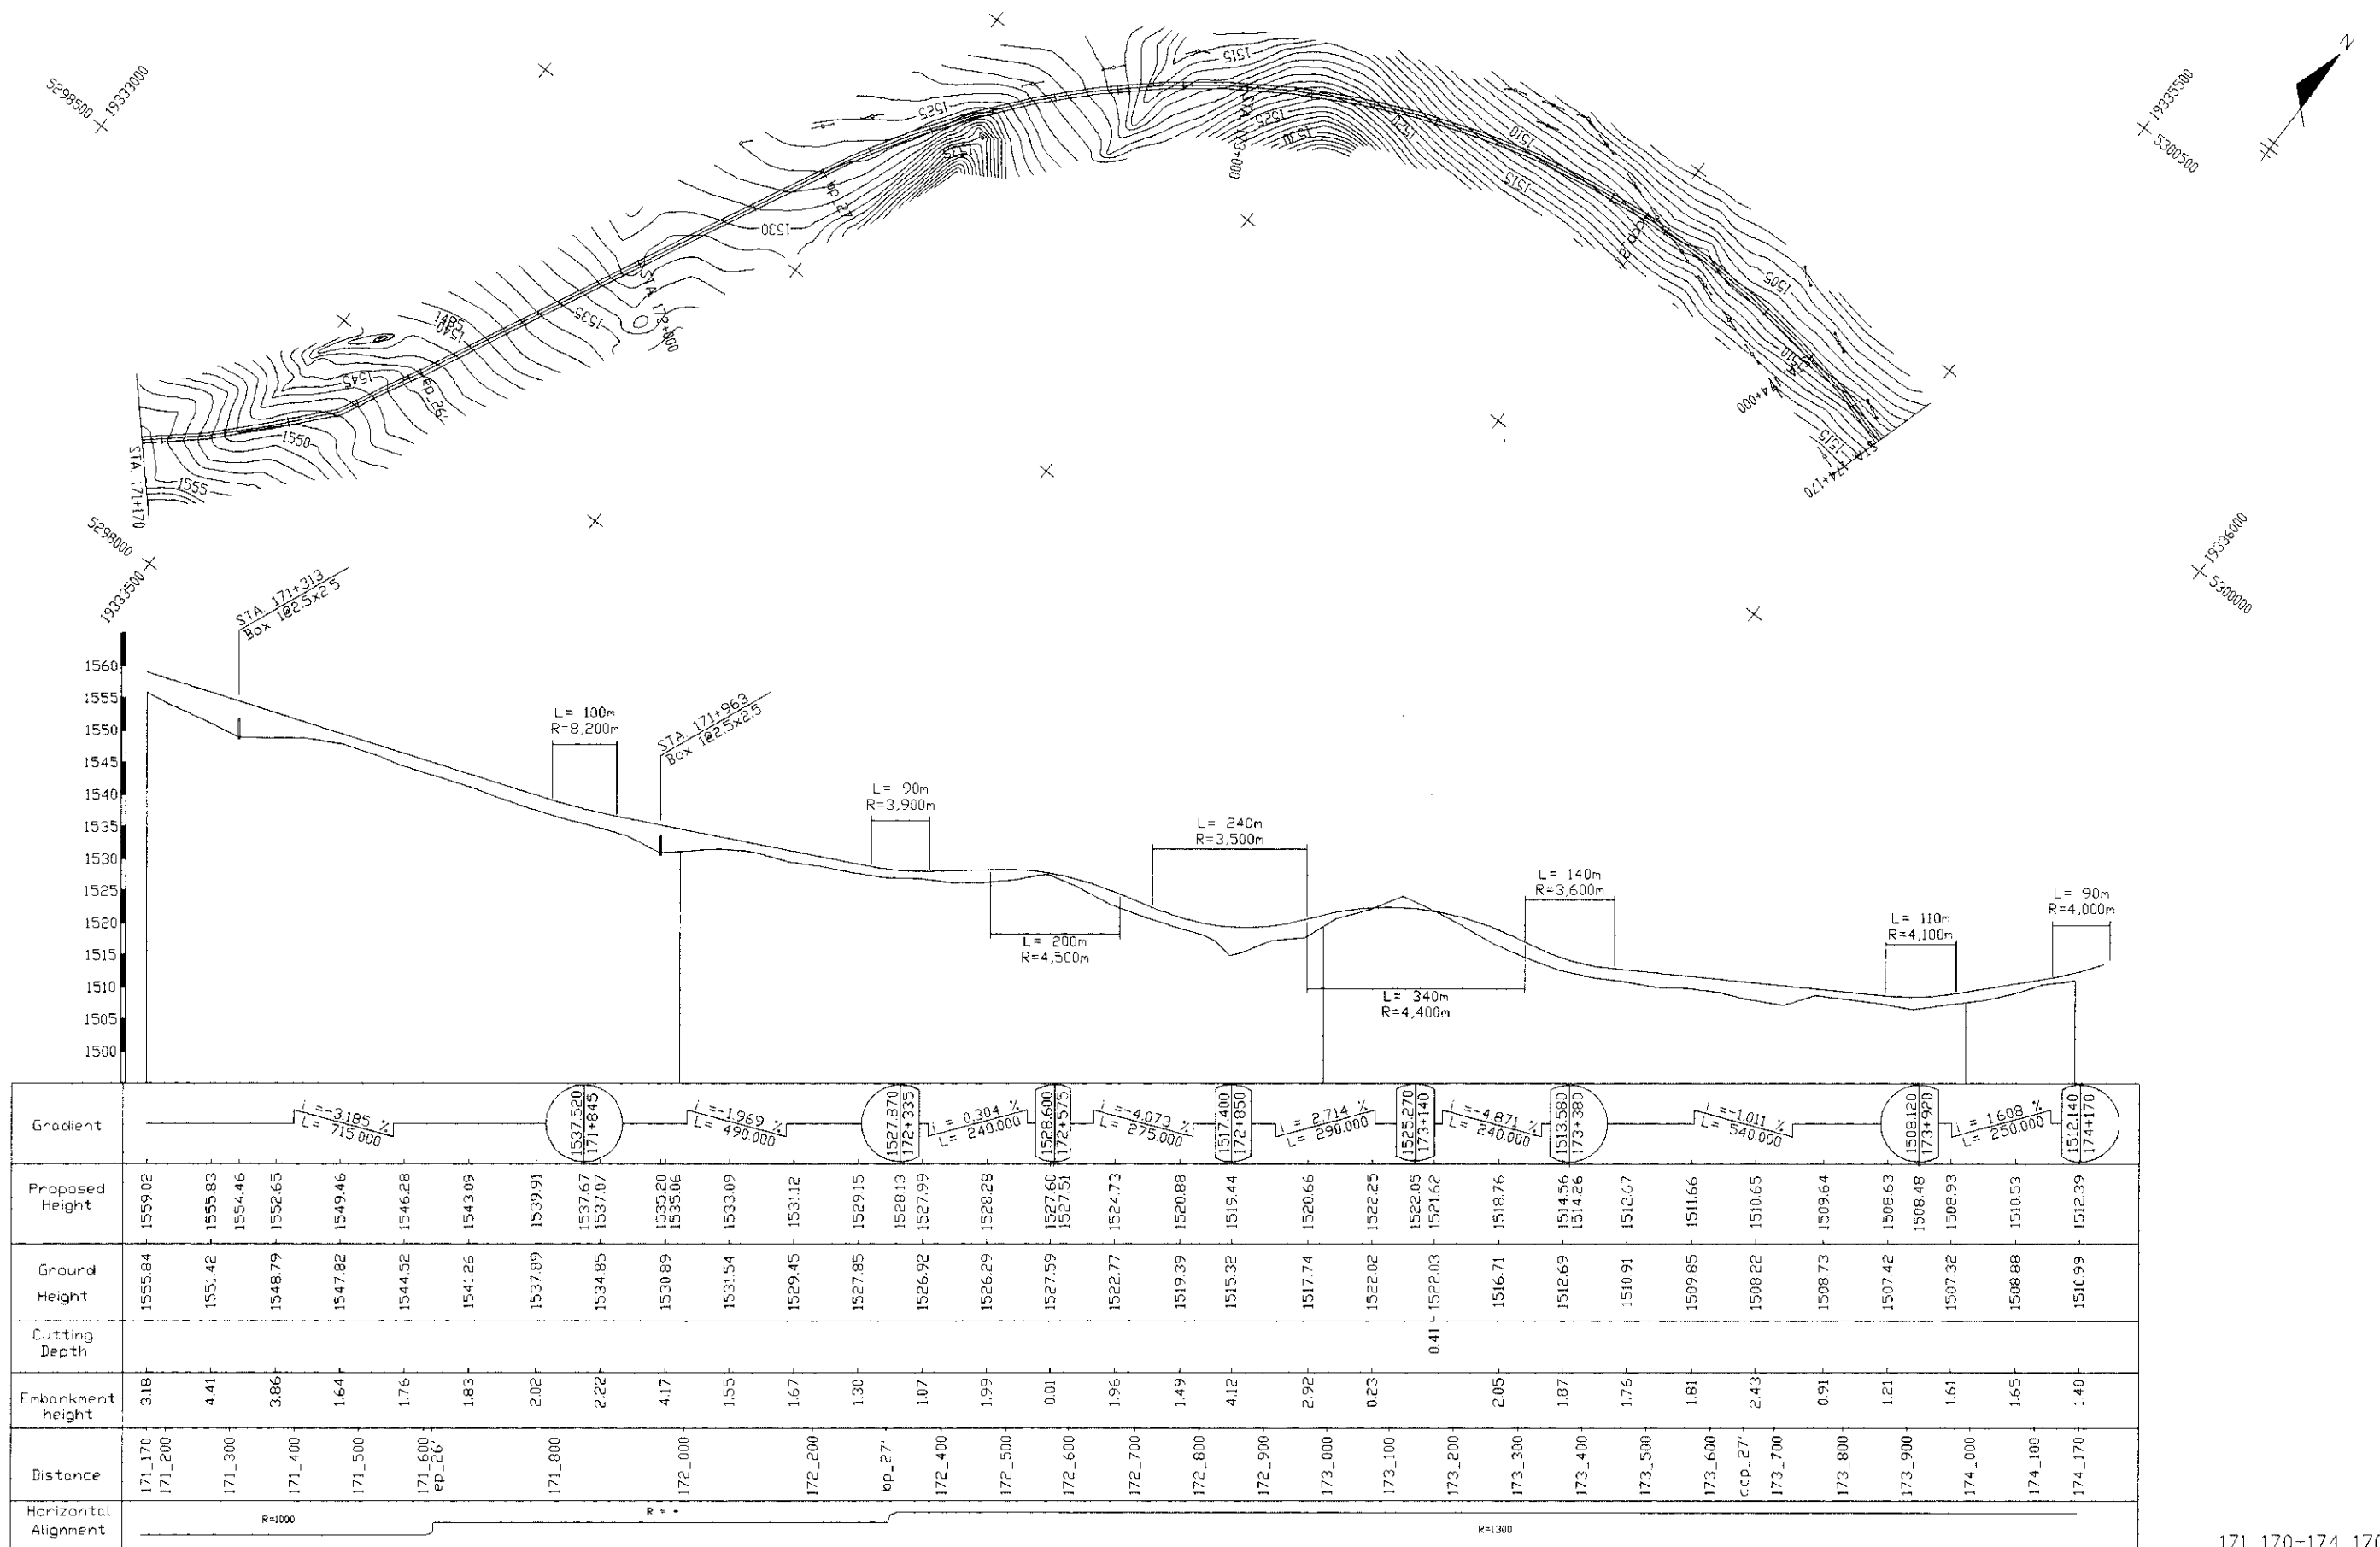 5298500
19333000
N
19335500
5300500
1515
1525
1525
STA. 173+000
1530
1520
1510
1535
1515
bp_27'
1530
ccp_27'
STA. 172+000
1535
1485
1540
1505
1545
ep_26'
1510
STA. 174+000
1550
STA. 171+170
1555
1515
STA. 174+170
5298000
19333500
19336000
5300000
STA. 171+313
Box 1@2.5x2.5
STA. 171+963
Box 1@2.5x2.5
1560
1555
1550
1545
1540
1535
1530
1525
1520
1515
1510
1505
1500
L= 100m
R=8,200m
L= 90m
R=3,900m
L= 200m
R=4,500m
L= 240m
R=3,500m
L= 340m
R=4,400m
L= 140m
R=3,600m
L= 110m
R=4,100m
L= 90m
R=4,000m
Gradient
i =-3.185 %
L= 715.000
1537.520
171+845
i =-1.969 %
L= 490.000
1527.870
172+335
i = 0.304 %
L= 240.000
1528.600
172+575
i =-4.073 %
L= 275.000
1517.400
172+850
i = 2.714 %
L= 290.000
1525.270
173+140
i =-4.871 %
L= 240.000
1513.580
173+380
i =-1.011 %
L= 540.000
1508.120
173+920
i = 1.608 %
L= 250.000
1512.140
174+170
Proposed
Height
1559.02 1555.83 1554.46 1552.65 1549.46 1546.28 1543.09 1539.91 1537.67 1537.07 1535.20 1535.06 1533.09 1531.12 1529.15 1528.13 1527.99 1528.28 1527.60 1527.51 1524.73 1520.88 1519.44 1520.66 1522.25 1522.05 1521.62 1518.76 1514.56 1514.26 1512.67 1511.66 1510.65 1509.64 1508.63 1508.48 1508.93 1510.53 1512.39
Ground
Height
1555.84 1551.42 1548.79 1547.82 1544.52 1541.26 1537.89 1534.85 1530.89 1531.54 1529.45 1527.85 1526.92 1526.29 1527.59 1522.77 1519.39 1515.32 1517.74 1522.02 1522.03 1516.71 1512.69 1510.91 1509.85 1508.22 1508.73 1507.42 1507.32 1508.88 1510.99
Cutting
Depth
0.41
Embankment
height
3.18 4.41 3.86 1.64 1.76 1.83 2.02 2.22 4.17 1.55 1.67 1.30 1.07 1.99 0.01 1.96 1.49 4.12 2.92 0.23 2.05 1.87 1.76 1.81 2.43 0.91 1.21 1.61 1.65 1.40
Distance
171_170 171_200 171_300 171_400 171_500 171_600 ep_26' 171_800 172_000 172_200 bp_27' 172_400 172_500 172_600 172_700 172_800 172_900 173_000 173_100 173_200 173_300 173_400 173_500 173_600 ccp_27' 173_700 173_800 173_900 174_000 174_100 174_170
Horizontal
Alignment
R=1000
R = *
R=1300
171_170-174_170